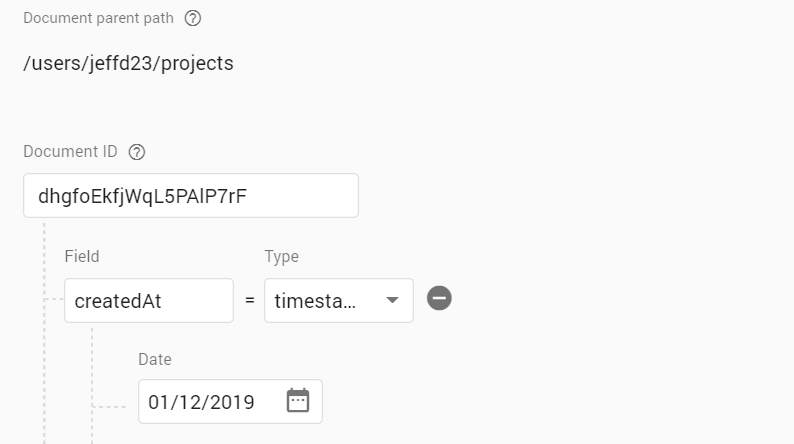 Document parent path
/users/jeffd23/projects
Document ID
dhgfoEkfjWqL5PAlP7rF
Field Type
createdAt = timesta...
Date
01/12/2019